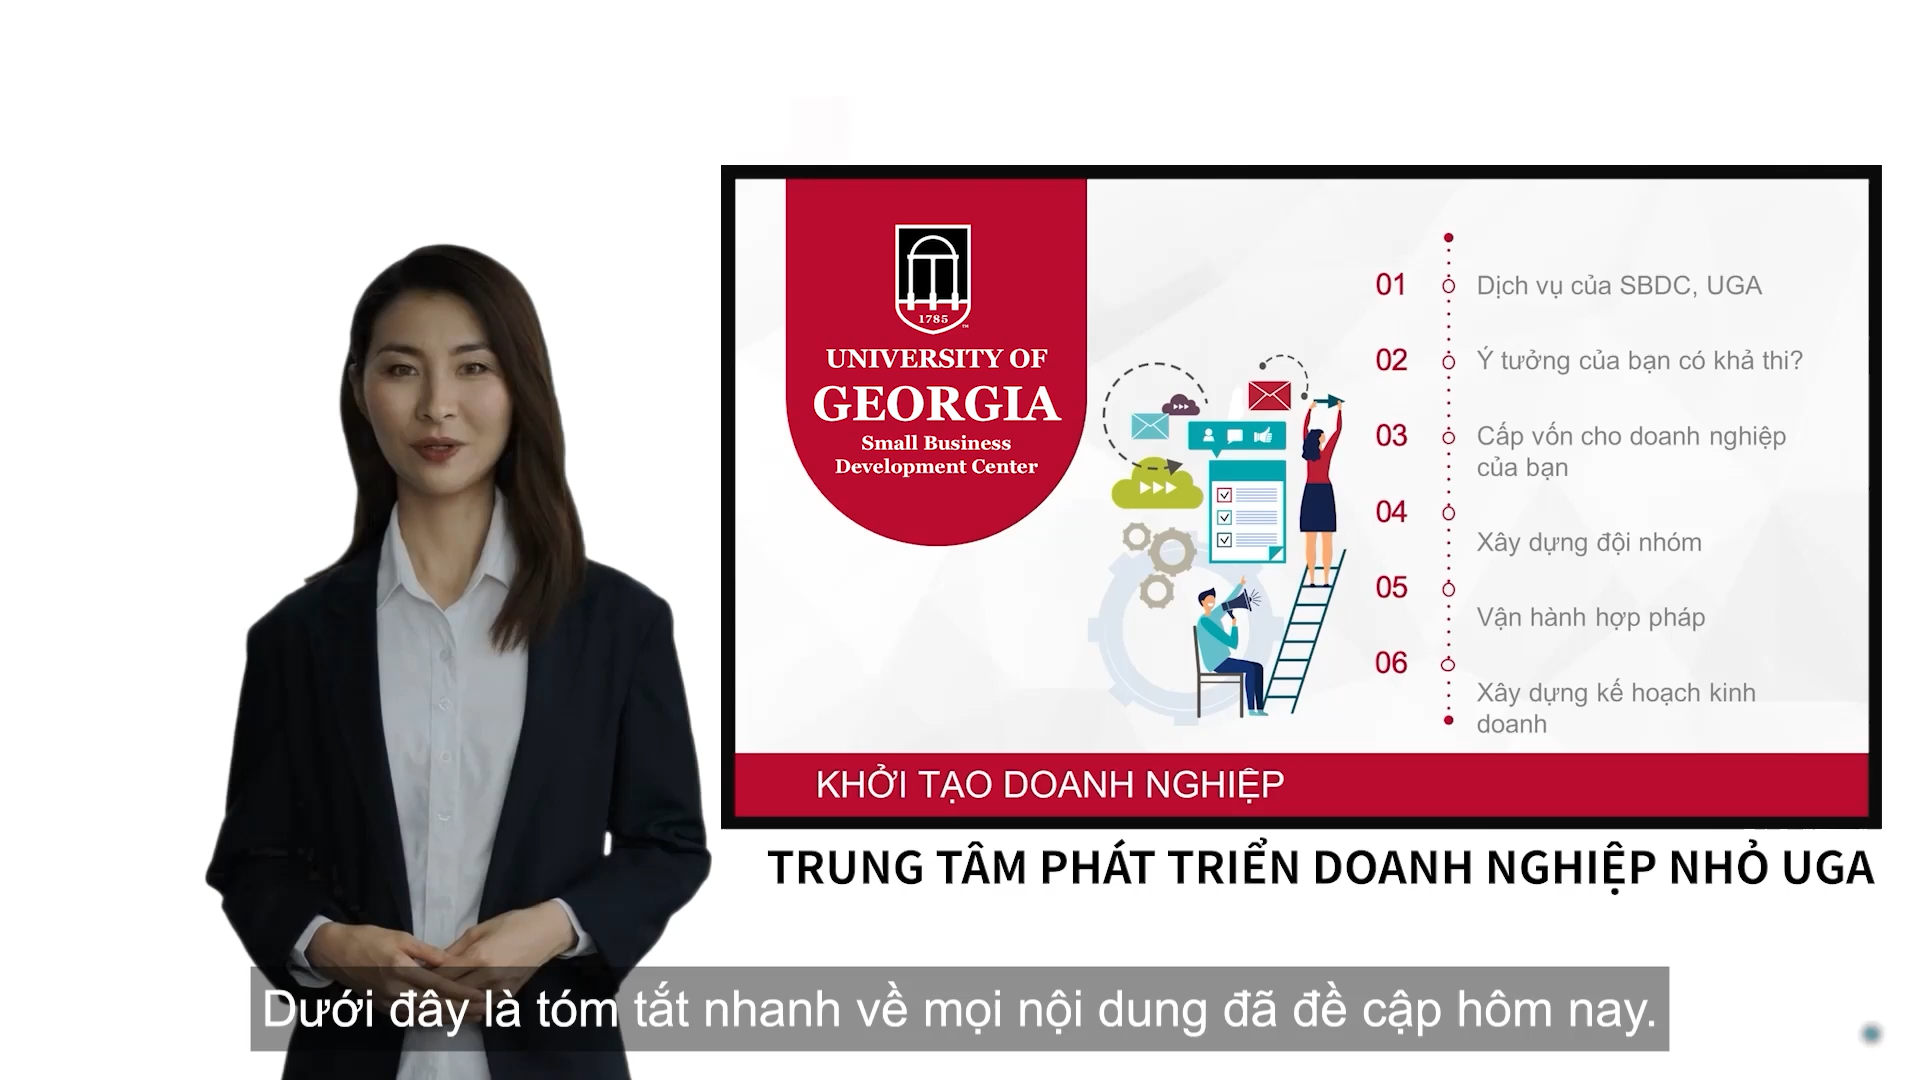 1785
UNIVERSITY OF
GEORGIA
Small Business
Development Center
01
Dịch vụ của SBDC, UGA
02
Ý tưởng của bạn có khả thi?
03
Cấp vốn cho doanh nghiệp
của bạn
04
Xây dựng đội nhóm
05
Vận hành hợp pháp
06
Xây dựng kế hoạch kinh
doanh
KHỞI TẠO DOANH NGHIỆP
TRUNG TÂM PHÁT TRIỂN DOANH NGHIỆP NHỎ UGA
Dưới đây là tóm tắt nhanh về mọi nội dung đã đề cập hôm nay.